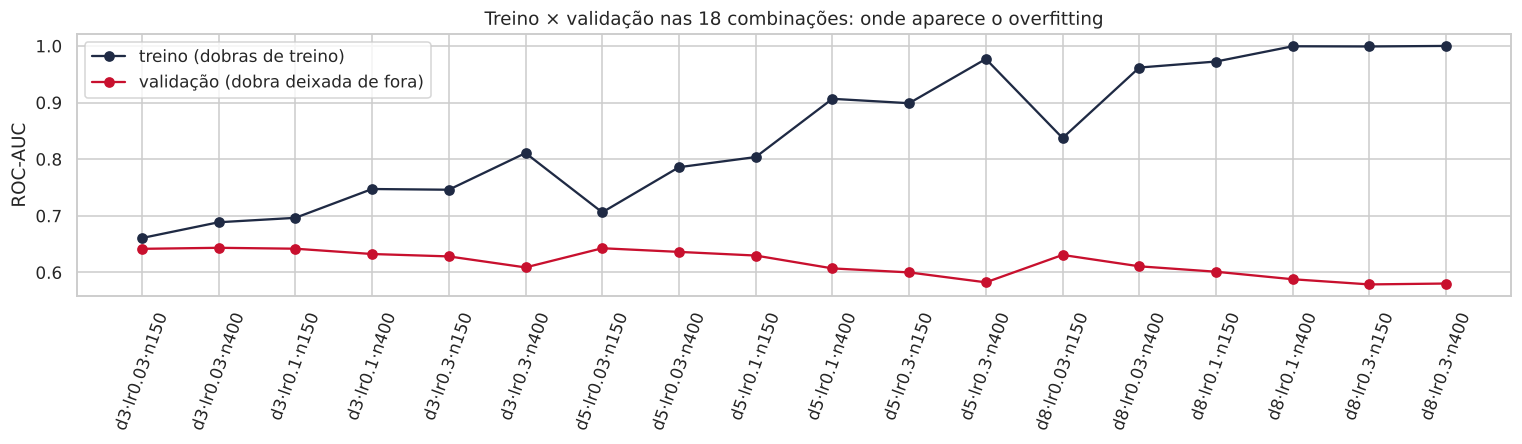 Treino × validação nas 18 combinações: onde aparece o overfitting
treino (dobras de treino)
validação (dobra deixada de fora)
ROC-AUC
1.0
0.9
0.8
0.7
0.6
d3·lr0.03·n150
d3·lr0.03·n400
d3·lr0.1·n150
d3·lr0.1·n400
d3·lr0.3·n150
d3·lr0.3·n400
d5·lr0.03·n150
d5·lr0.03·n400
d5·lr0.1·n150
d5·lr0.1·n400
d5·lr0.3·n150
d5·lr0.3·n400
d8·lr0.03·n150
d8·lr0.03·n400
d8·lr0.1·n150
d8·lr0.1·n400
d8·lr0.3·n150
d8·lr0.3·n400